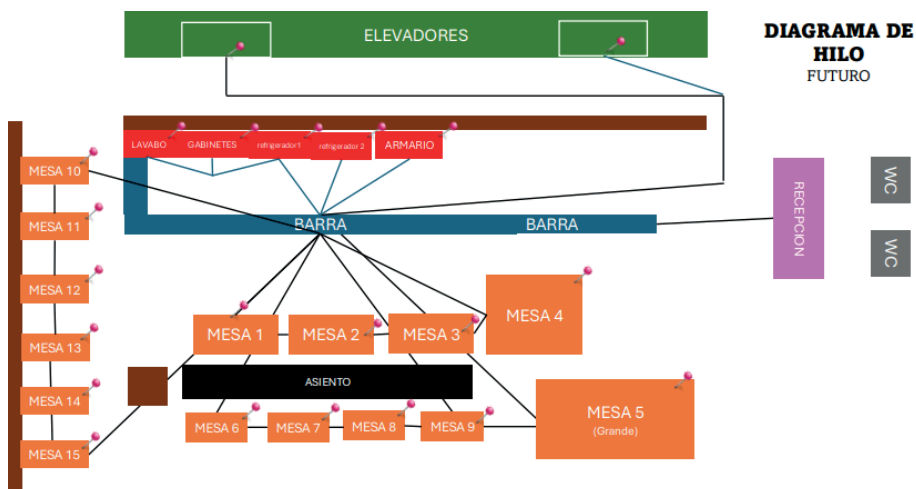 ELEVADORES
DIAGRAMA DE
HILO
FUTURO
LAVABO
GABINETES
refrigerador1
refrigerador 2
ARMARIO
MESA 10
MESA 11
MESA 12
MESA 13
MESA 14
MESA 15
BARRA
BARRA
RECEPCION
WC
WC
MESA 1
MESA 2
MESA 3
MESA 4
ASIENTO
MESA 5
(Grande)
MESA 6
MESA 7
MESA 8
MESA 9